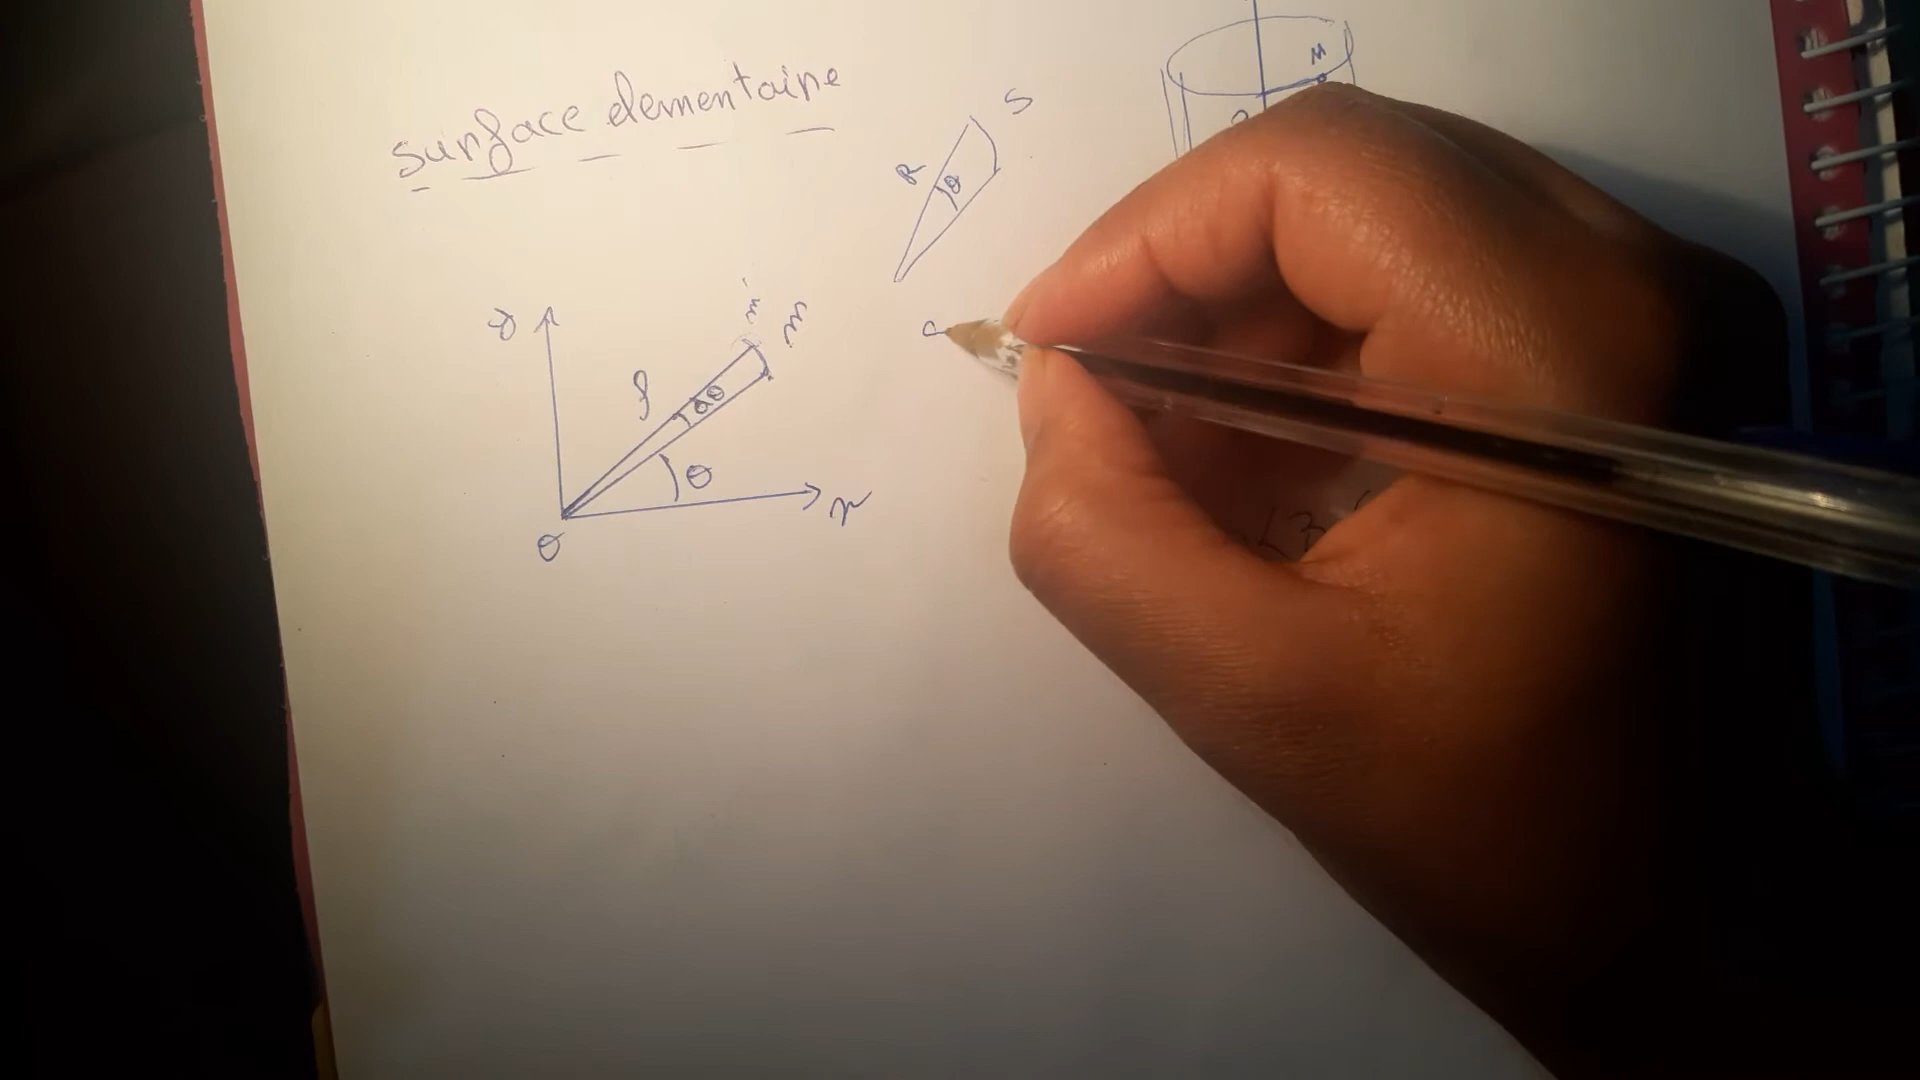 surface elementaire
S
R
θ
M
y
m'
m
ρ
dθ
θ
x
O